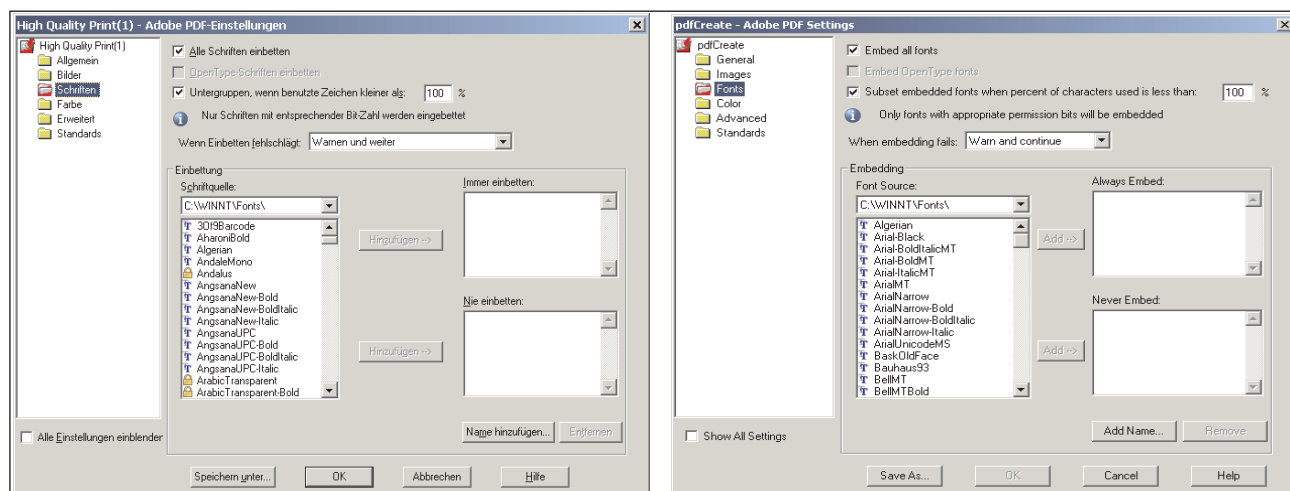 High Quality Print(1) - Adobe PDF-Einstellungen
High Quality Print(1)
Allgemein
Bilder
Schriften
Farbe
Erweitert
Standards
Alle Schriften einbetten
OpenType-Schriften einbetten
Untergruppen, wenn benutzte Zeichen kleiner als: 100 %
Nur Schriften mit entsprechender Bit-Zahl werden eingebettet
Wenn Einbetten fehlschlägt: Warnen und weiter
Einbettung
Schriftquelle:
C:\WINNT\Fonts\
3Of9Barcode
AharoniBold
Algerian
AndaleMono
Andalus
AngsanaNew
AngsanaNew-Bold
AngsanaNew-BoldItalic
AngsanaNew-Italic
AngsanaUPC
AngsanaUPC-Bold
AngsanaUPC-BoldItalic
AngsanaUPC-Italic
ArabicTransparent
ArabicTransparent-Bold
Hinzufügen -->
Hinzufügen -->
Immer einbetten:
Nie einbetten:
Name hinzufügen...
Entfernen
Alle Einstellungen einblenden
Speichern unter...
OK
Abbrechen
Hilfe
pdfCreate - Adobe PDF Settings
pdfCreate
General
Images
Fonts
Color
Advanced
Standards
Embed all fonts
Embed OpenType fonts
Subset embedded fonts when percent of characters used is less than: 100 %
Only fonts with appropriate permission bits will be embedded
When embedding fails: Warn and continue
Embedding
Font Source:
C:\WINNT\Fonts\
Algerian
Arial-Black
Arial-BoldItalicMT
Arial-BoldMT
Arial-ItalicMT
ArialMT
ArialNarrow
ArialNarrow-Bold
ArialNarrow-BoldItalic
ArialNarrow-Italic
ArialUnicodeMS
BaskOldFace
Bauhaus93
BellMT
BellMTBold
Add -->
Add -->
Always Embed:
Never Embed:
Add Name...
Remove
Show All Settings
Save As...
OK
Cancel
Help